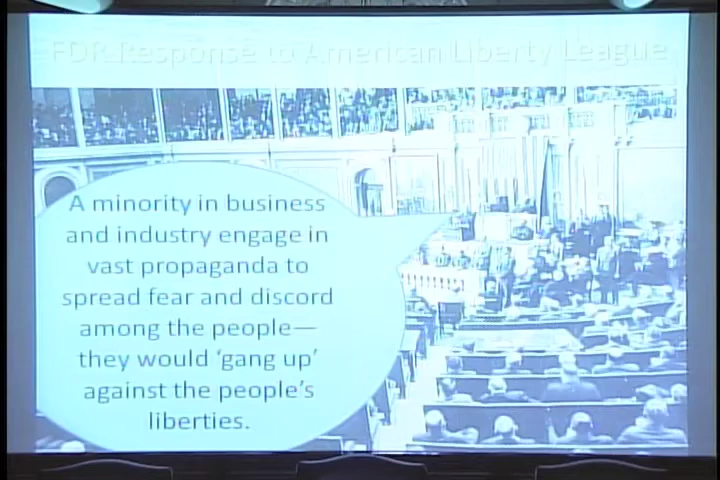 FDR Response to American Liberty League
A minority in business
and industry engage in
vast propaganda to
spread fear and discord
among the people—
they would ‘gang up’
against the people’s
liberties.